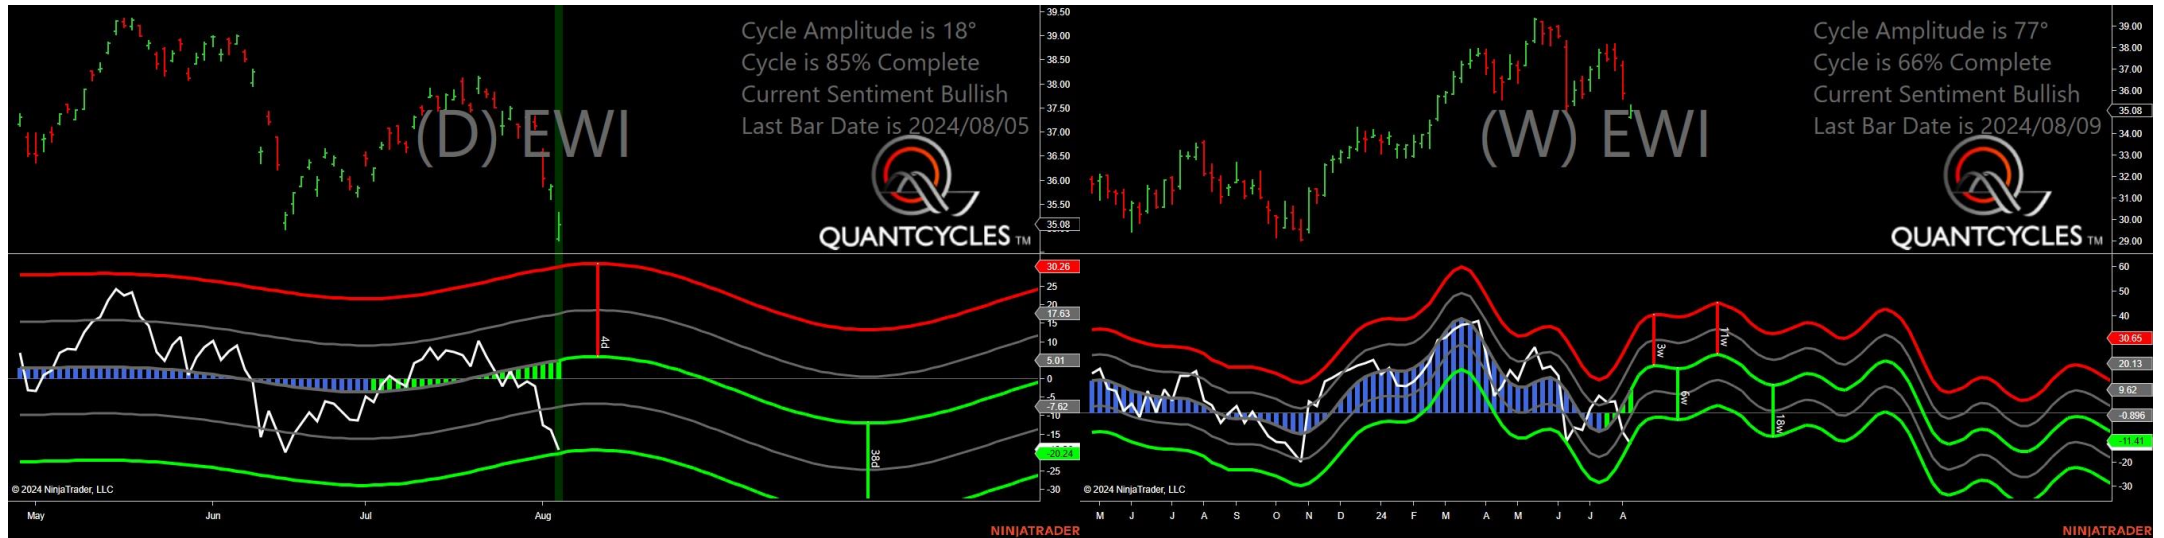 Cycle Amplitude is 18°
Cycle is 85% Complete
Current Sentiment Bullish
Last Bar Date is 2024/08/05
(D) EWI
QUANTCYCLES TM
39.50
39.00
38.50
38.00
37.50
37.00
36.50
36.00
35.50
35.08
30.26
25
20
17.63
15
10
5.01
0
-5
-7.62
-10
-15
-20.24
-25
-30
4d
38d
© 2024 NinjaTrader, LLC
May Jun Jul Aug
NINJATRADER
Cycle Amplitude is 77°
Cycle is 66% Complete
Current Sentiment Bullish
Last Bar Date is 2024/08/09
(W) EWI
QUANTCYCLES TM
39.00
38.00
37.00
36.00
35.08
34.00
33.00
32.00
31.00
30.00
29.00
60
50
40
30.65
20.13
9.62
-0.896
-11.41
-20
-30
3w
11w
6w
18w
© 2024 NinjaTrader, LLC
M J J A S O N D 24 F M A M J J A
NINJATRADER